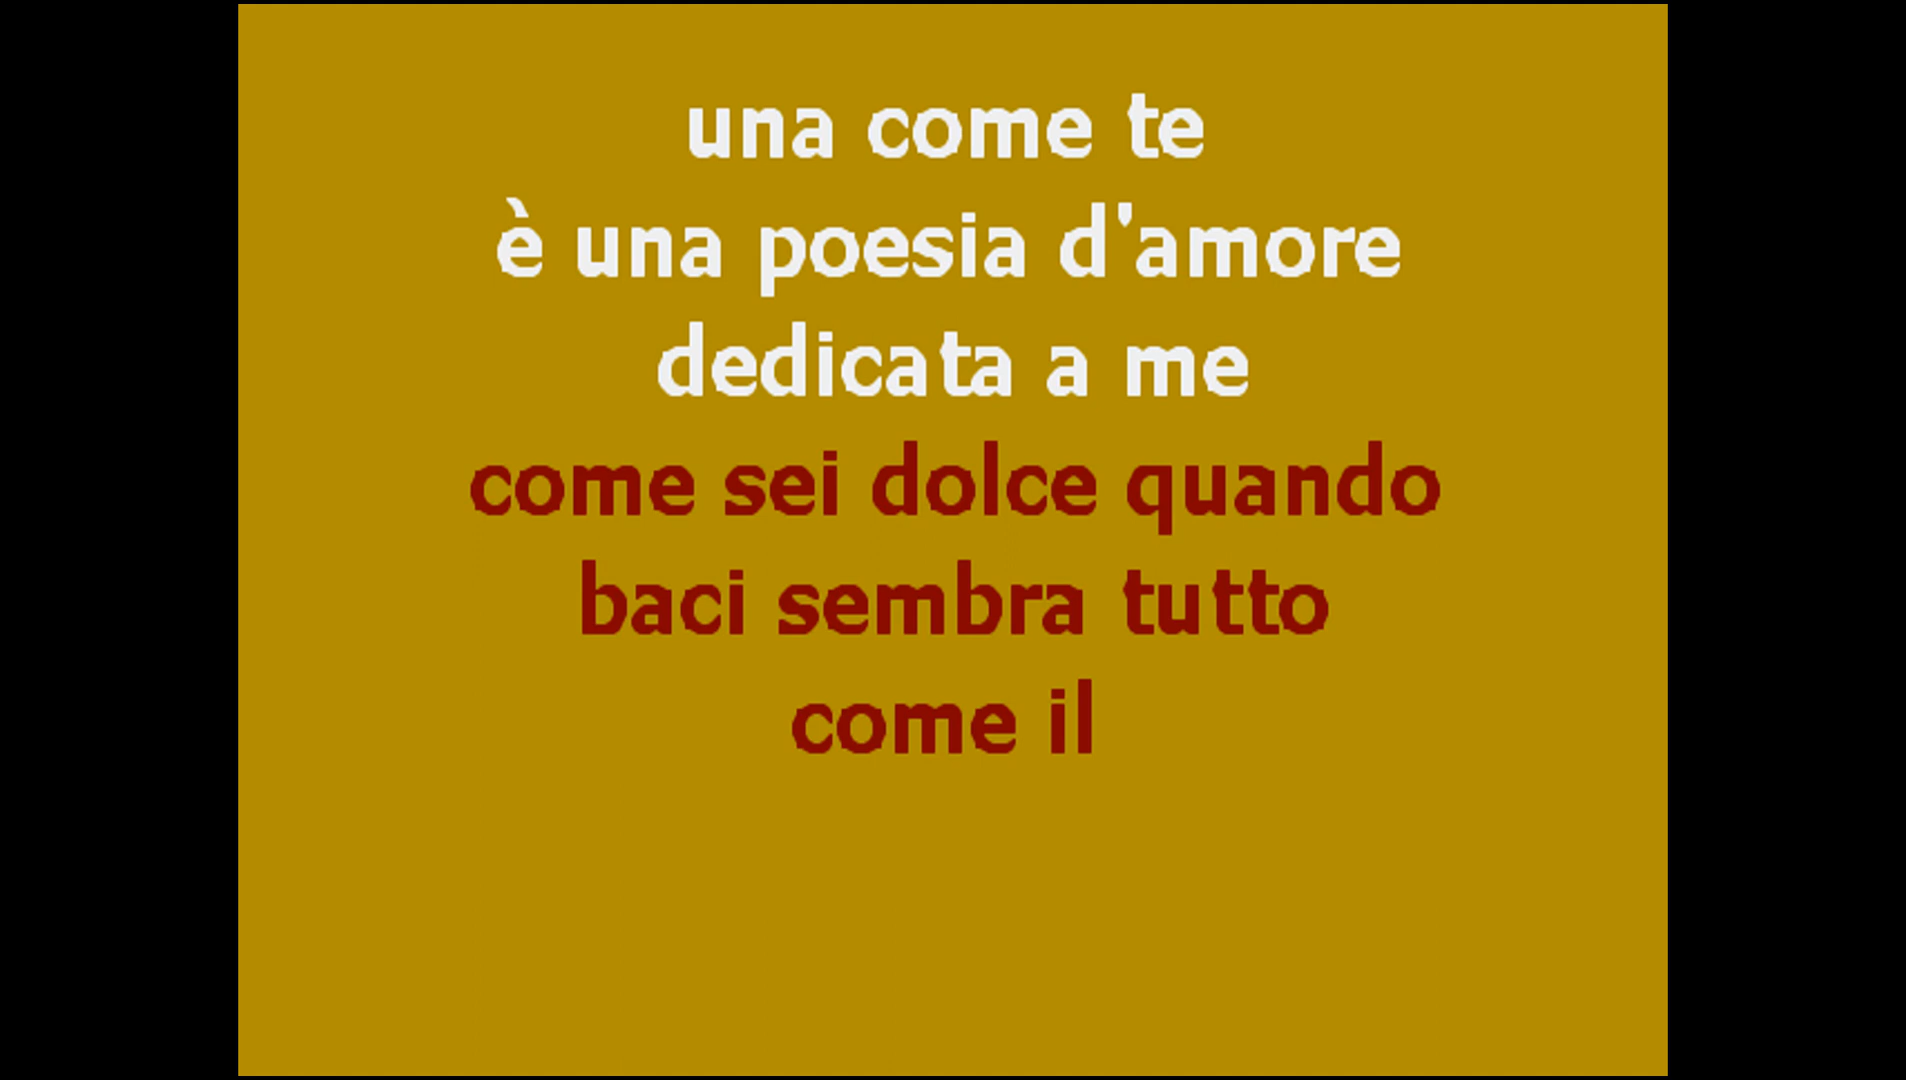 una come te
è una poesia d'amore
dedicata a me
come sei dolce quando
baci sembra tutto
come il